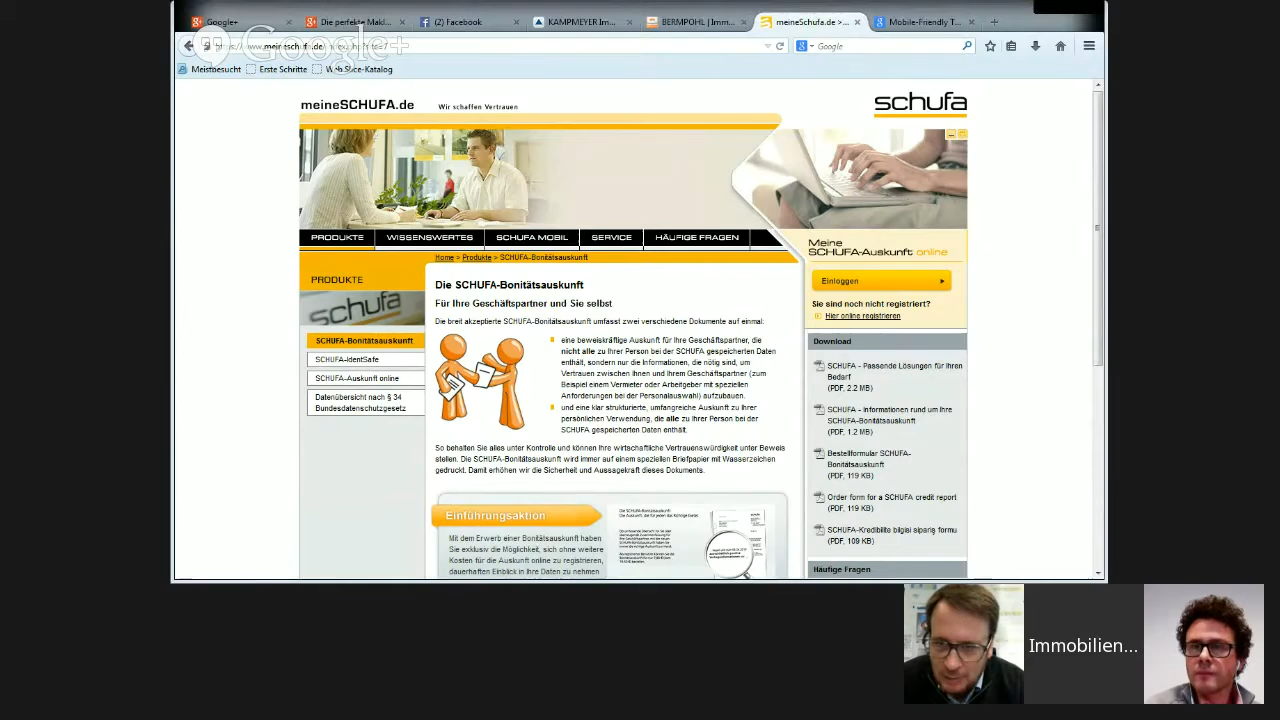 Google+
Die perfekte Makl...
(2) Facebook
KAMPMEYER Im...
BERMPOHL | Imm...
meineSchufa.de >...
Mobile-Friendly T...
Google+
Google
Meistbesucht
Erste Schritte
Web Slice-Katalog
meineSCHUFA.de
Wir schaffen Vertrauen
schufa
PRODUKTE
WISSENSWERTES
SCHUFA MOBIL
SERVICE
HÄUFIGE FRAGEN
Home > Produkte > SCHUFA-Bonitätsauskunft
PRODUKTE
schufa
SCHUFA-Bonitätsauskunft
SCHUFA-IdentSafe
SCHUFA-Auskunft online
Datenübersicht nach § 34
Bundesdatenschutzgesetz
Die SCHUFA-Bonitätsauskunft
Für Ihre Geschäftspartner und Sie selbst
Die breit akzeptierte SCHUFA-Bonitätsauskunft umfasst zwei verschiedene Dokumente auf einmal:
eine beweiskräftige Auskunft für Ihre Geschäftspartner, die
nicht alle zu Ihrer Person bei der SCHUFA gespeicherten Daten
enthält, sondern nur die Informationen, die nötig sind, um
Vertrauen zwischen Ihnen und Ihrem Geschäftspartner (zum
Beispiel einem Vermieter oder Arbeitgeber mit speziellen
Anforderungen bei der Personalauswahl) aufzubauen.
und eine klar strukturierte, umfangreiche Auskunft zu Ihrer
persönlichen Verwendung, die alle zu Ihrer Person bei der
SCHUFA gespeicherten Daten enthält.
So behalten Sie alles unter Kontrolle und können Ihre wirtschaftliche Vertrauenswürdigkeit unter Beweis
stellen. Die SCHUFA-Bonitätsauskunft wird immer auf einem speziellen Briefpapier mit Wasserzeichen
gedruckt. Damit erhöhen wir die Sicherheit und Aussagekraft dieses Dokuments.
Einführungsaktion
Mit dem Erwerb einer Bonitätsauskunft haben
Sie exklusiv die Möglichkeit, sich ohne weitere
Kosten für die Auskunft online zu registrieren,
dauerhaften Einblick in Ihre Daten zu nehmen
Meine
SCHUFA-Auskunft online
Einloggen
Sie sind noch nicht registriert?
Hier online registrieren
Download
SCHUFA - Passende Lösungen für Ihren
Bedarf
(PDF, 2.2 MB)
SCHUFA - Informationen rund um Ihre
SCHUFA-Bonitätsauskunft
(PDF, 1.2 MB)
Bestellformular SCHUFA-
Bonitätsauskunft
(PDF, 119 KB)
Order form for a SCHUFA credit report
(PDF, 119 KB)
SCHUFA-Kredibilite bilgisi sipariş formu
(PDF, 109 KB)
Häufige Fragen
Immobilien...